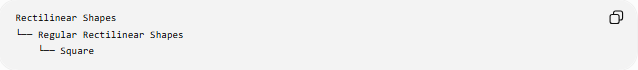 Rectilinear Shapes
└── Regular Rectilinear Shapes
    └── Square